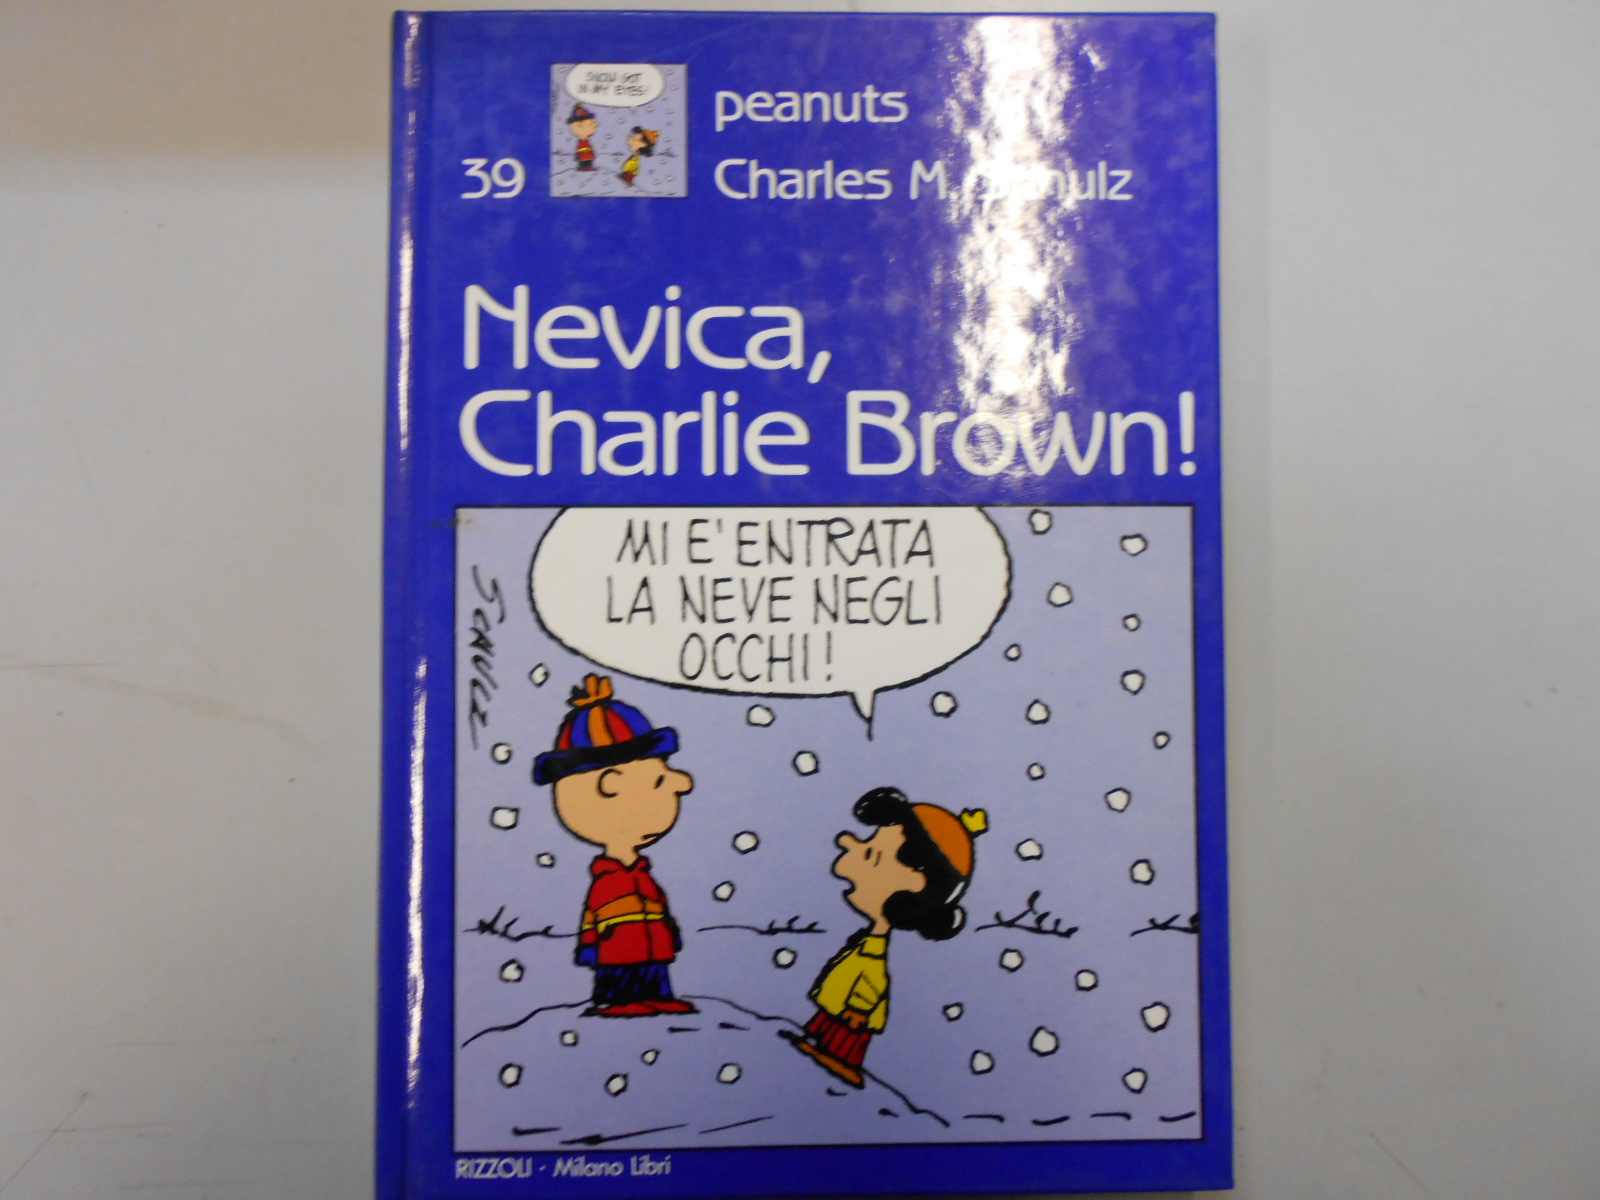 SNOW GOT
IN MY EYES!
peanuts
39
Charles M. Schulz
Nevica,
Charlie Brown!
MI E' ENTRATA
LA NEVE NEGLI
OCCHI!
SCHULZ
RIZZOLI · Milano Libri